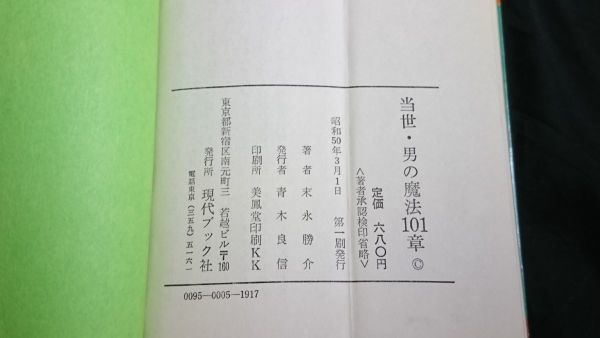 当世・男の魔法101章 ©
定価 六八〇円
＜著者承認検印省略＞
昭和50年3月1日 第一刷発行
著者 末永勝介
発行者 青木良信
印刷所 美鳳堂印刷KK
東京都新宿区南元町三 若越ビル〒160
発行所 現代ブック社
電話東京（三五九）五一六一
0095―0005―1917